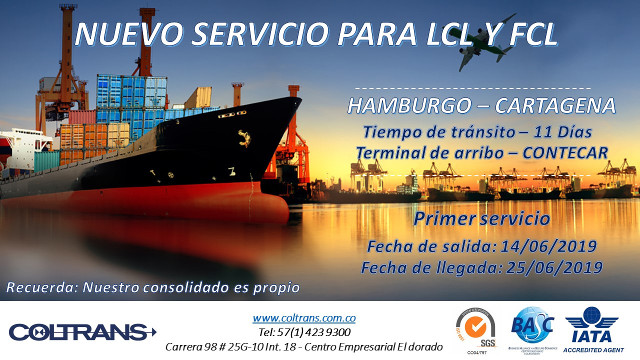 NUEVO SERVICIO PARA LCL Y FCL
HAMBURGO – CARTAGENA
Tiempo de tránsito – 11 Días
Terminal de arribo – CONTECAR
Primer servicio
Fecha de salida: 14/06/2019
Fecha de llegada: 25/06/2019
Recuerda: Nuestro consolidado es propio
COLTRANS
www.coltrans.com.co
Tel: 57(1) 423 9300
Carrera 98 # 25G-10 Int. 18 - Centro Empresarial El dorado
SGS
BASC
IATA
ACCREDITED AGENT